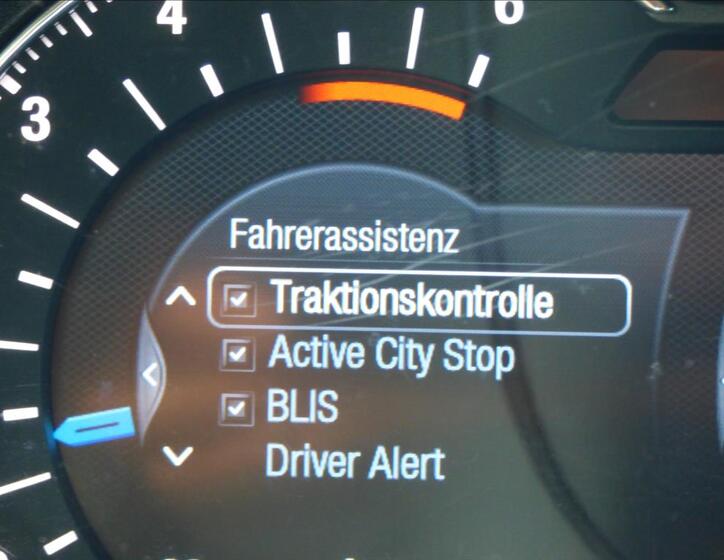 4
6
3
Fahrerassistenz
Traktionskontrolle
Active City Stop
BLIS
Driver Alert